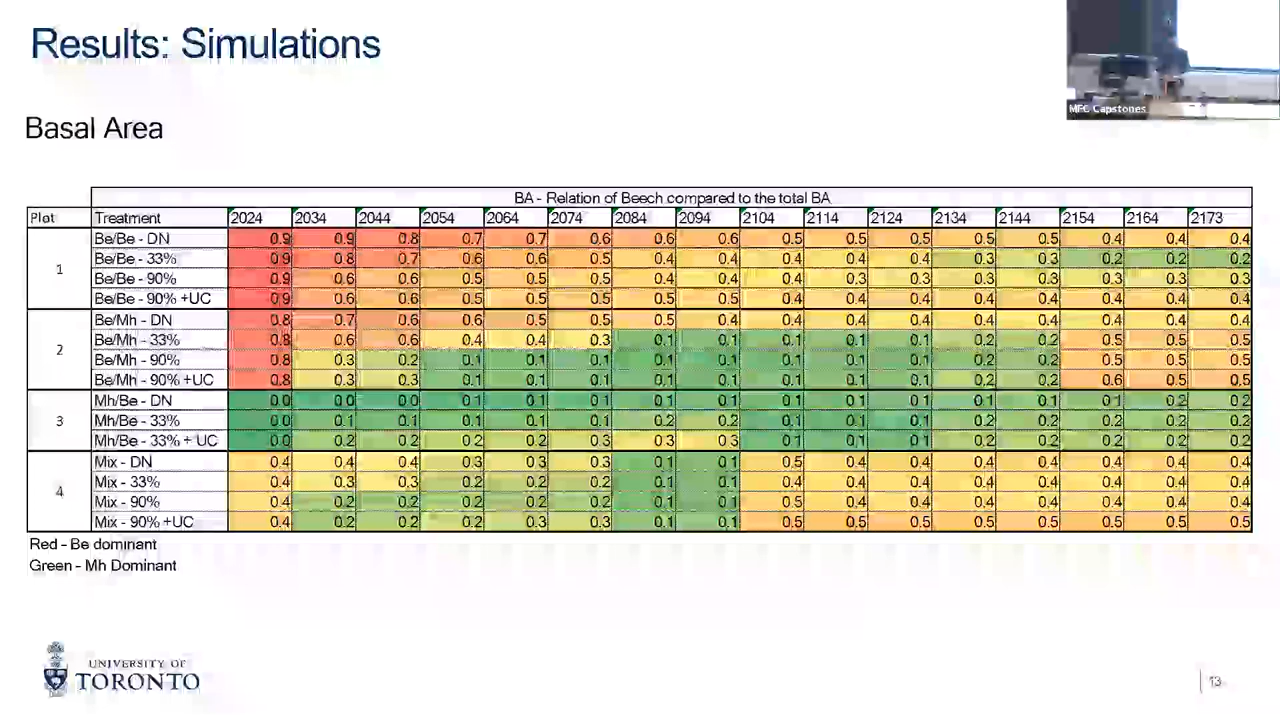 Results: Simulations
MFC Capstones
Basal Area
BA - Relation of Beech compared to the total BA
Plot Treatment 2024 2034 2044 2054 2064 2074 2084 2094 2104 2114 2124 2134 2144 2154 2164 2173
1
Be/Be - DN 0.9 0.9 0.8 0.7 0.7 0.6 0.6 0.6 0.5 0.5 0.5 0.5 0.5 0.4 0.4 0.4
Be/Be - 33% 0.9 0.8 0.7 0.6 0.6 0.5 0.4 0.4 0.4 0.4 0.4 0.3 0.3 0.2 0.2 0.2
Be/Be - 90% 0.9 0.6 0.6 0.5 0.5 0.5 0.4 0.4 0.4 0.3 0.3 0.3 0.3 0.3 0.3 0.3
Be/Be - 90% +UC 0.9 0.6 0.6 0.5 0.5 0.5 0.5 0.5 0.4 0.4 0.4 0.4 0.4 0.4 0.4 0.4
2
Be/Mh - DN 0.8 0.7 0.6 0.6 0.5 0.5 0.5 0.4 0.4 0.4 0.4 0.4 0.4 0.4 0.4 0.4
Be/Mh - 33% 0.8 0.6 0.6 0.4 0.4 0.3 0.1 0.1 0.1 0.1 0.1 0.2 0.2 0.5 0.5 0.5
Be/Mh - 90% 0.8 0.3 0.2 0.1 0.1 0.1 0.1 0.1 0.1 0.1 0.1 0.2 0.2 0.5 0.5 0.5
Be/Mh - 90% +UC 0.8 0.3 0.3 0.1 0.1 0.1 0.1 0.1 0.1 0.1 0.1 0.2 0.2 0.6 0.5 0.5
3
Mh/Be - DN 0.0 0.0 0.0 0.1 0.1 0.1 0.1 0.1 0.1 0.1 0.1 0.1 0.1 0.1 0.2 0.2
Mh/Be - 33% 0.0 0.1 0.1 0.1 0.1 0.1 0.2 0.2 0.1 0.1 0.1 0.2 0.2 0.2 0.2 0.2
Mh/Be - 33% + UC 0.0 0.2 0.2 0.2 0.2 0.3 0.3 0.3 0.1 0.1 0.1 0.2 0.2 0.2 0.2 0.2
4
Mix - DN 0.4 0.4 0.4 0.3 0.3 0.3 0.1 0.1 0.5 0.4 0.4 0.4 0.4 0.4 0.4 0.4
Mix - 33% 0.4 0.3 0.3 0.2 0.2 0.2 0.1 0.1 0.4 0.4 0.4 0.4 0.4 0.4 0.4 0.4
Mix - 90% 0.4 0.2 0.2 0.2 0.2 0.2 0.1 0.1 0.5 0.4 0.4 0.4 0.4 0.4 0.4 0.4
Mix - 90% +UC 0.4 0.2 0.2 0.2 0.3 0.3 0.1 0.1 0.5 0.5 0.5 0.5 0.5 0.5 0.5 0.5
Red - Be dominant
Green - Mh Dominant
UNIVERSITY OF
TORONTO
13